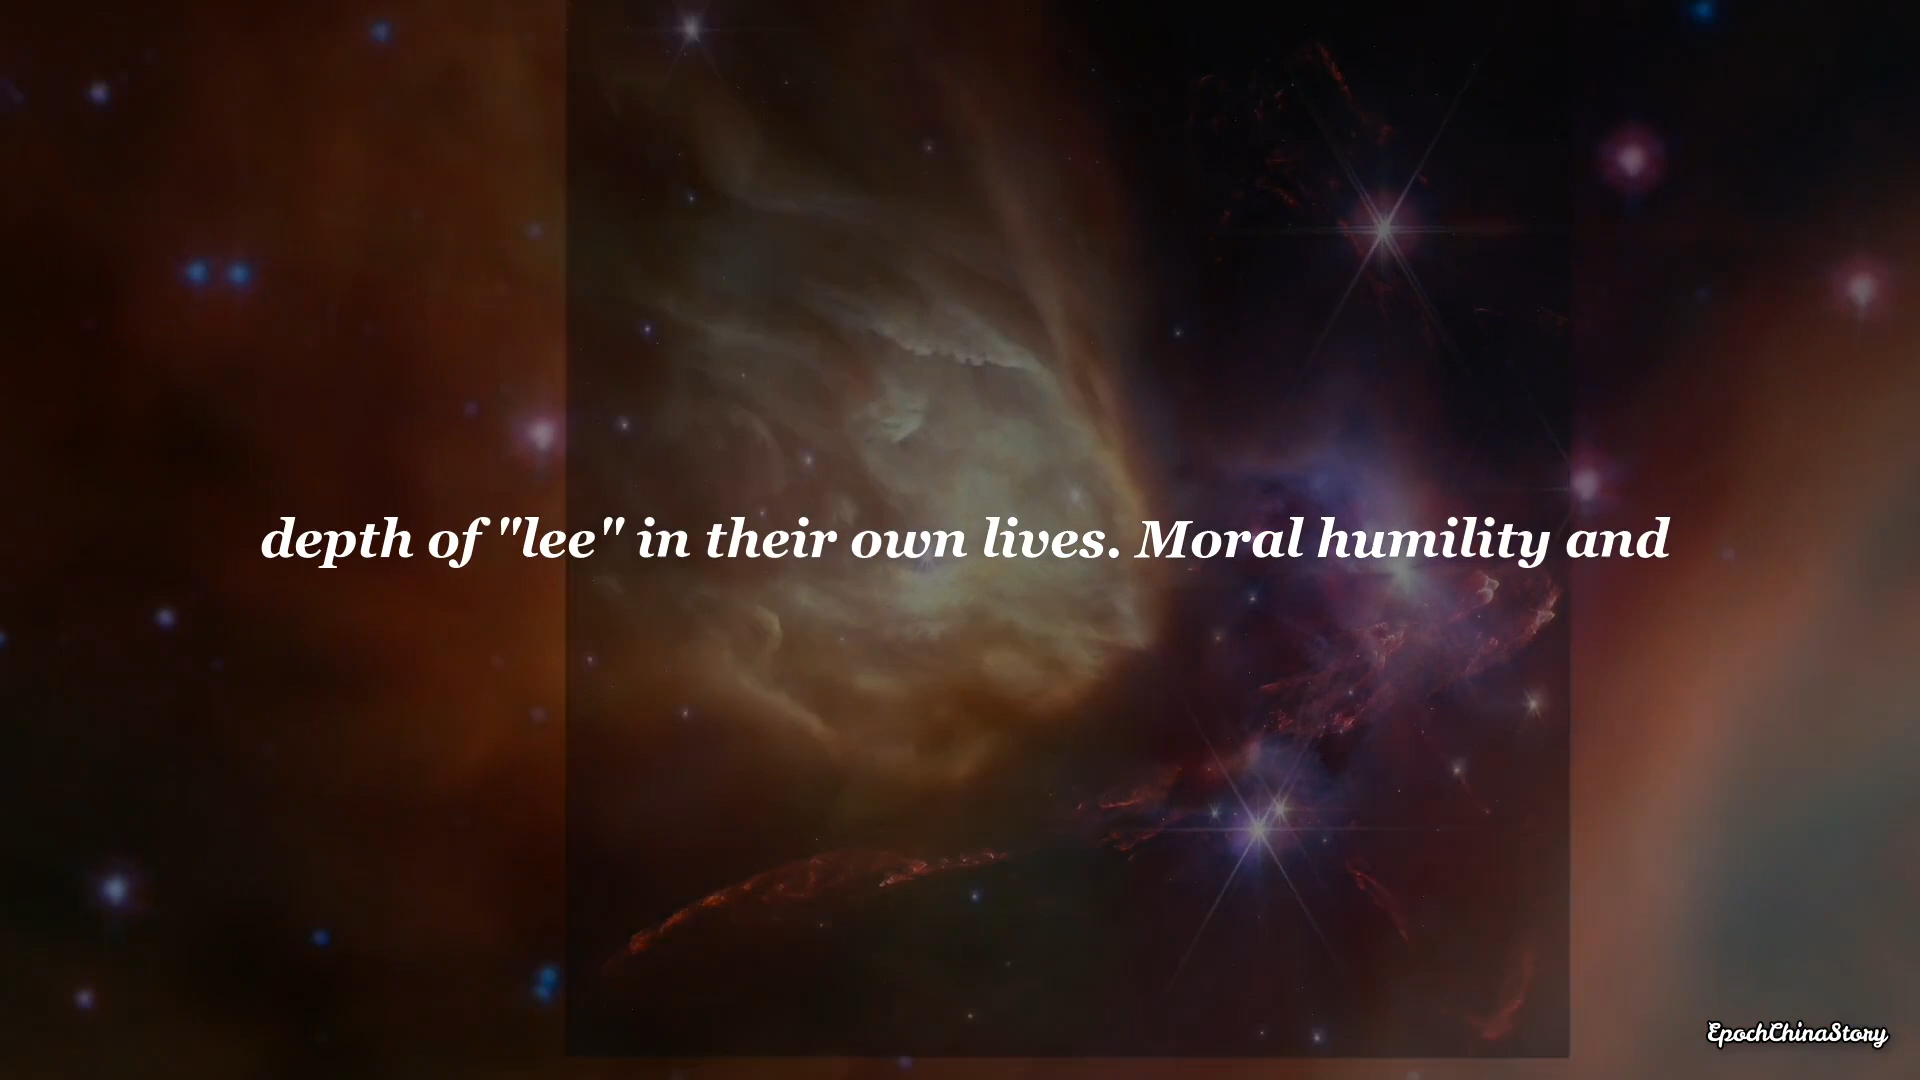 depth of "lee" in their own lives. Moral humility and
EpochChinaStory